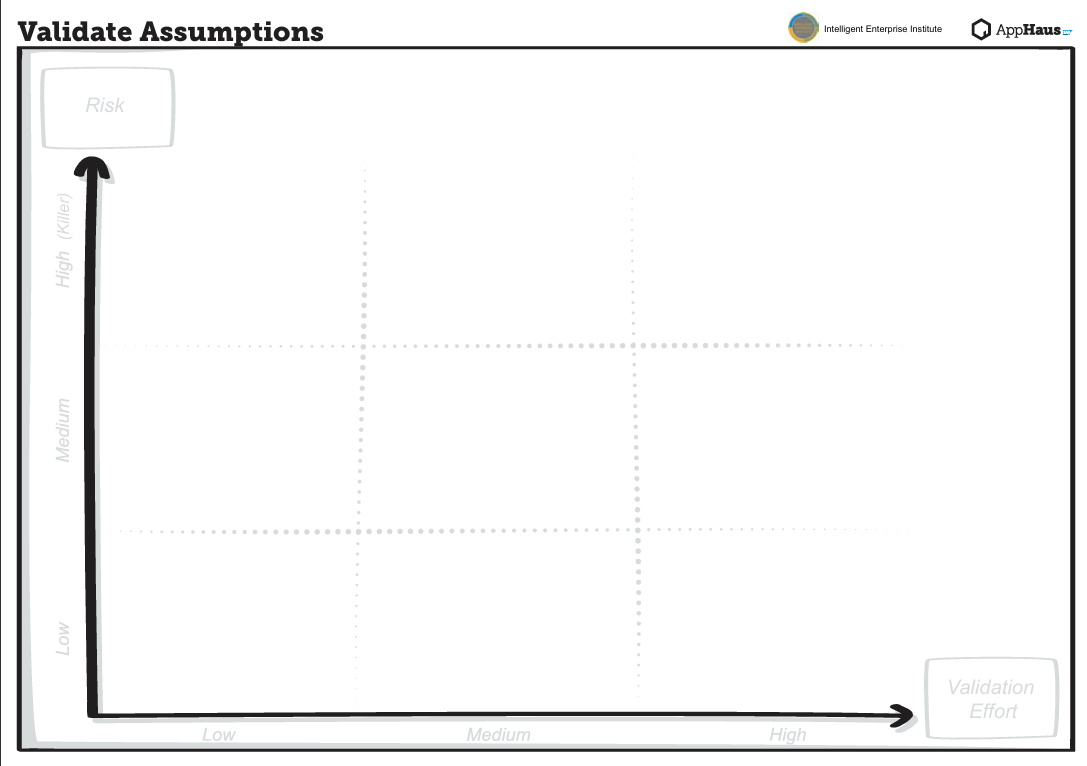 Validate Assumptions
Intelligent Enterprise Institute
AppHaus
Risk
High (Killer)
Medium
Low
Low
Medium
High
Validation
Effort